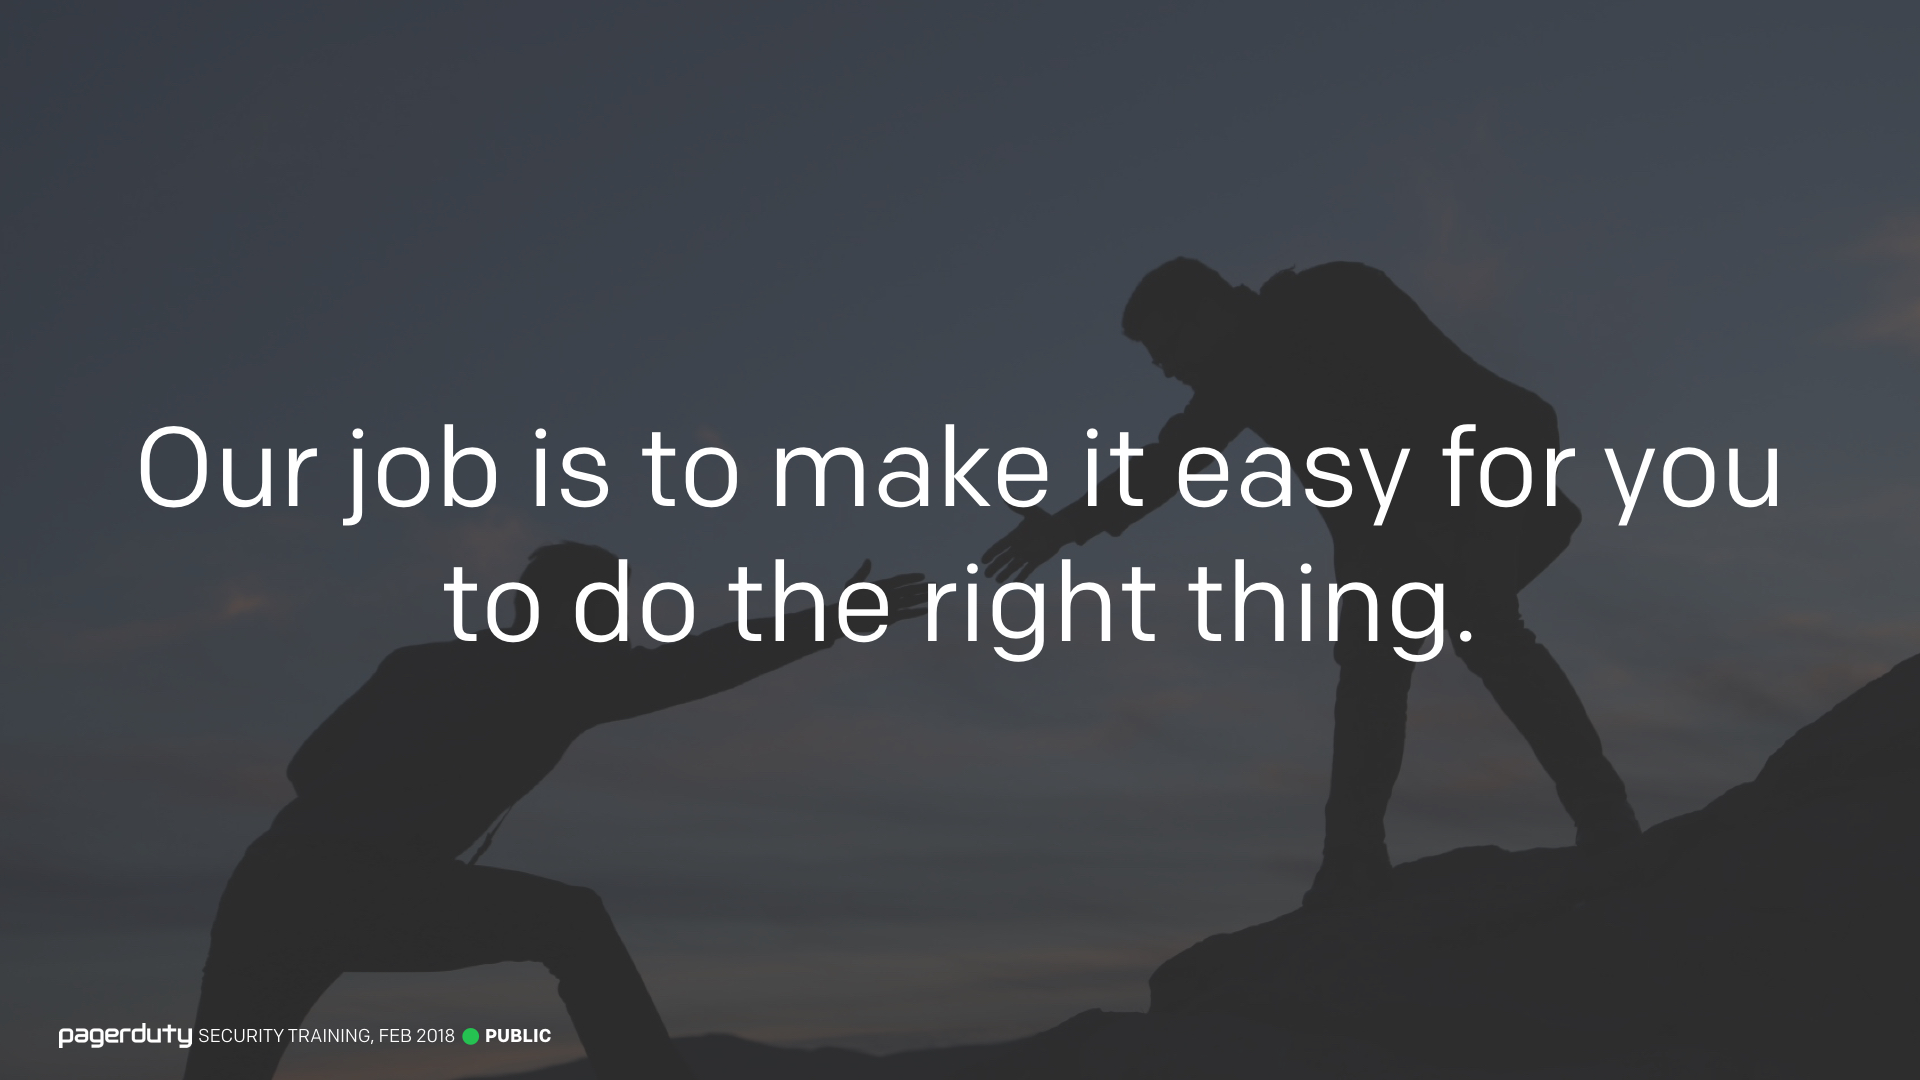 Our job is to make it easy for you
to do the right thing.
pagerduty SECURITY TRAINING, FEB 2018 PUBLIC